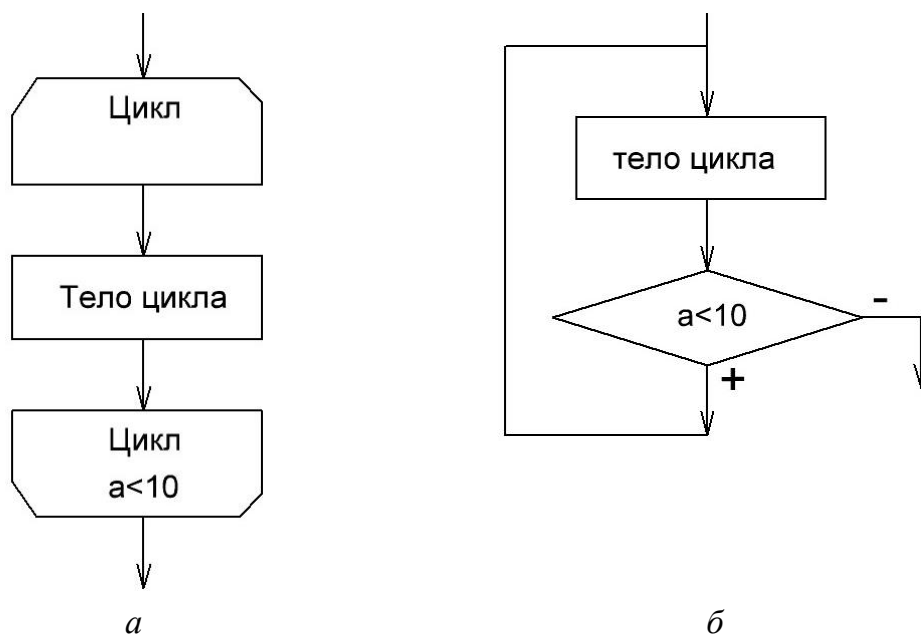 Цикл
Тело цикла
Цикл
a<10
а
тело цикла
a<10
-
+
б